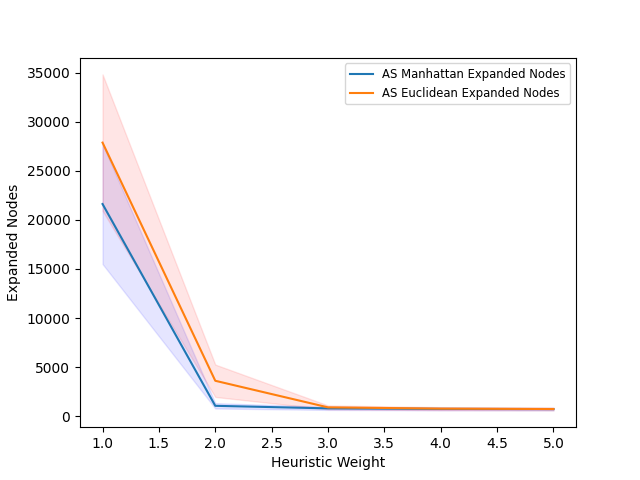 AS Manhattan Expanded Nodes
AS Euclidean Expanded Nodes
Expanded Nodes
35000
30000
25000
20000
15000
10000
5000
0
1.0 1.5 2.0 2.5 3.0 3.5 4.0 4.5 5.0
Heuristic Weight